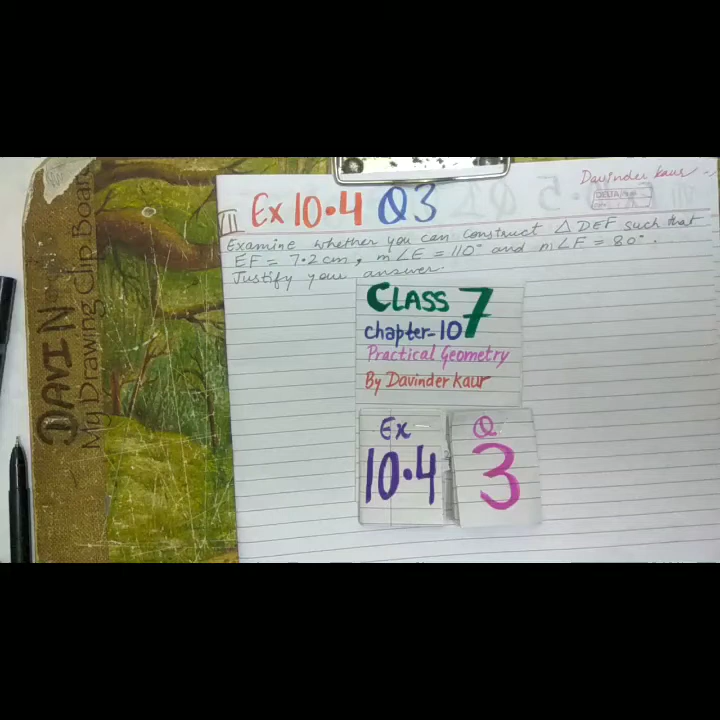 Davinder kaur
DELTA
VII Ex 10.4 Q3
Examine whether you can construct △ DEF such that
EF = 7.2 cm, m∠E = 110° and m∠F = 80°.
Justify your answer.
CLASS 7
chapter-10
Practical Geometry
By Davinder kaur
Ex
10.4
Q
3
DAVIN
My Drawing Clip Board